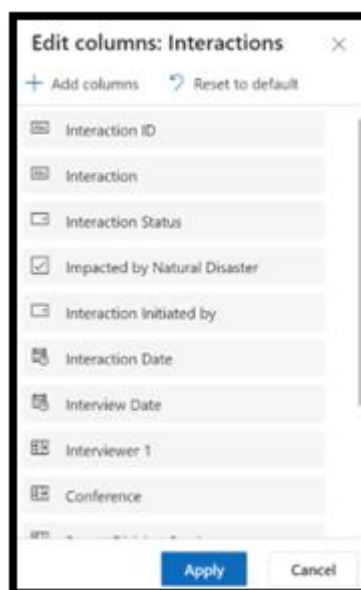 Edit columns: Interactions
Add columns Reset to default
Interaction ID
Interaction
Interaction Status
Impacted by Natural Disaster
Interaction Initiated by
Interaction Date
Interview Date
Interviewer 1
Conference
Apply Cancel